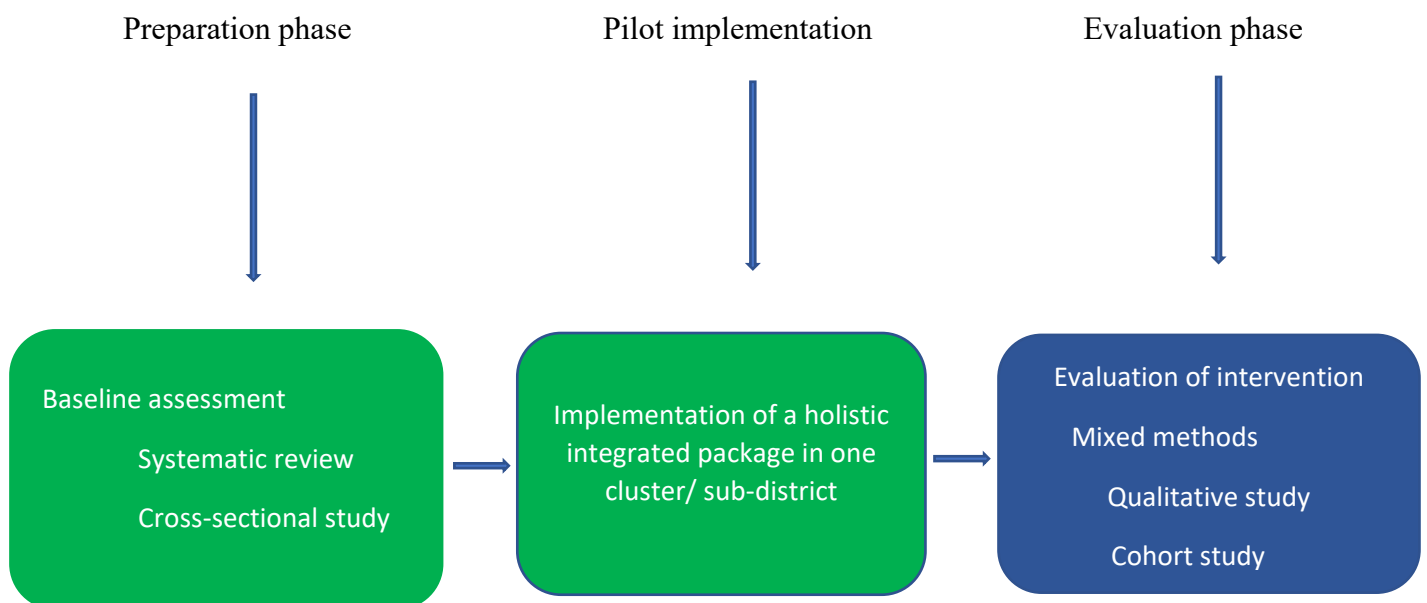 Preparation phase
Pilot implementation
Evaluation phase
Baseline assessment
Systematic review
Cross-sectional study
Implementation of a holistic
integrated package in one
cluster/ sub-district
Evaluation of intervention
Mixed methods
Qualitative study
Cohort study